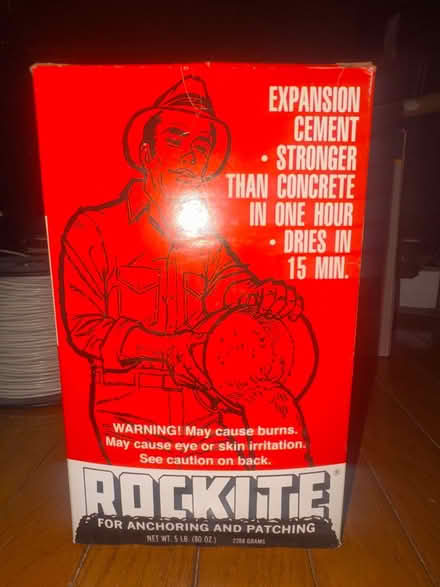 EXPANSION
CEMENT
• STRONGER
THAN CONCRETE
IN ONE HOUR
• DRIES IN
15 MIN.
WARNING! May cause burns.
May cause eye or skin irritation.
See caution on back.
ROCKITE®
FOR ANCHORING AND PATCHING
NET WT. 5 LB. (80 OZ.) 2268 GRAMS